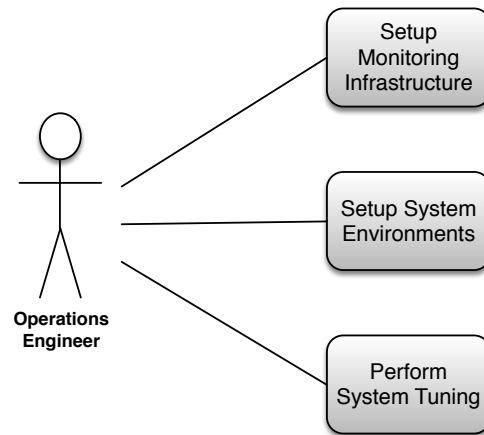 Setup
Monitoring
Infrastructure
Setup System
Environments
Operations
Engineer
Perform
System Tuning